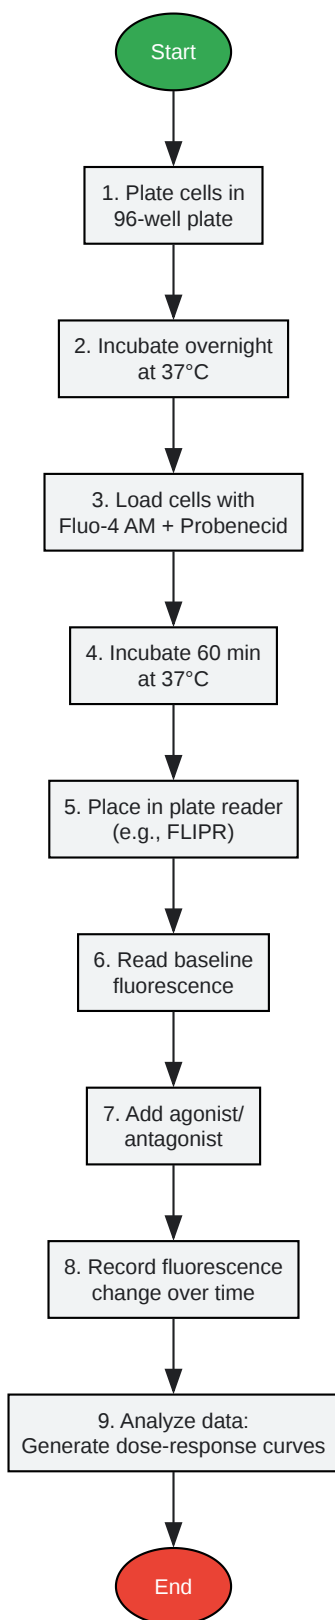 Start
1. Plate cells in
96-well plate
2. Incubate overnight
at 37°C
3. Load cells with
Fluo-4 AM + Probenecid
4. Incubate 60 min
at 37°C
5. Place in plate reader
(e.g., FLIPR)
6. Read baseline
fluorescence
7. Add agonist/
antagonist
8. Record fluorescence
change over time
9. Analyze data:
Generate dose-response curves
End